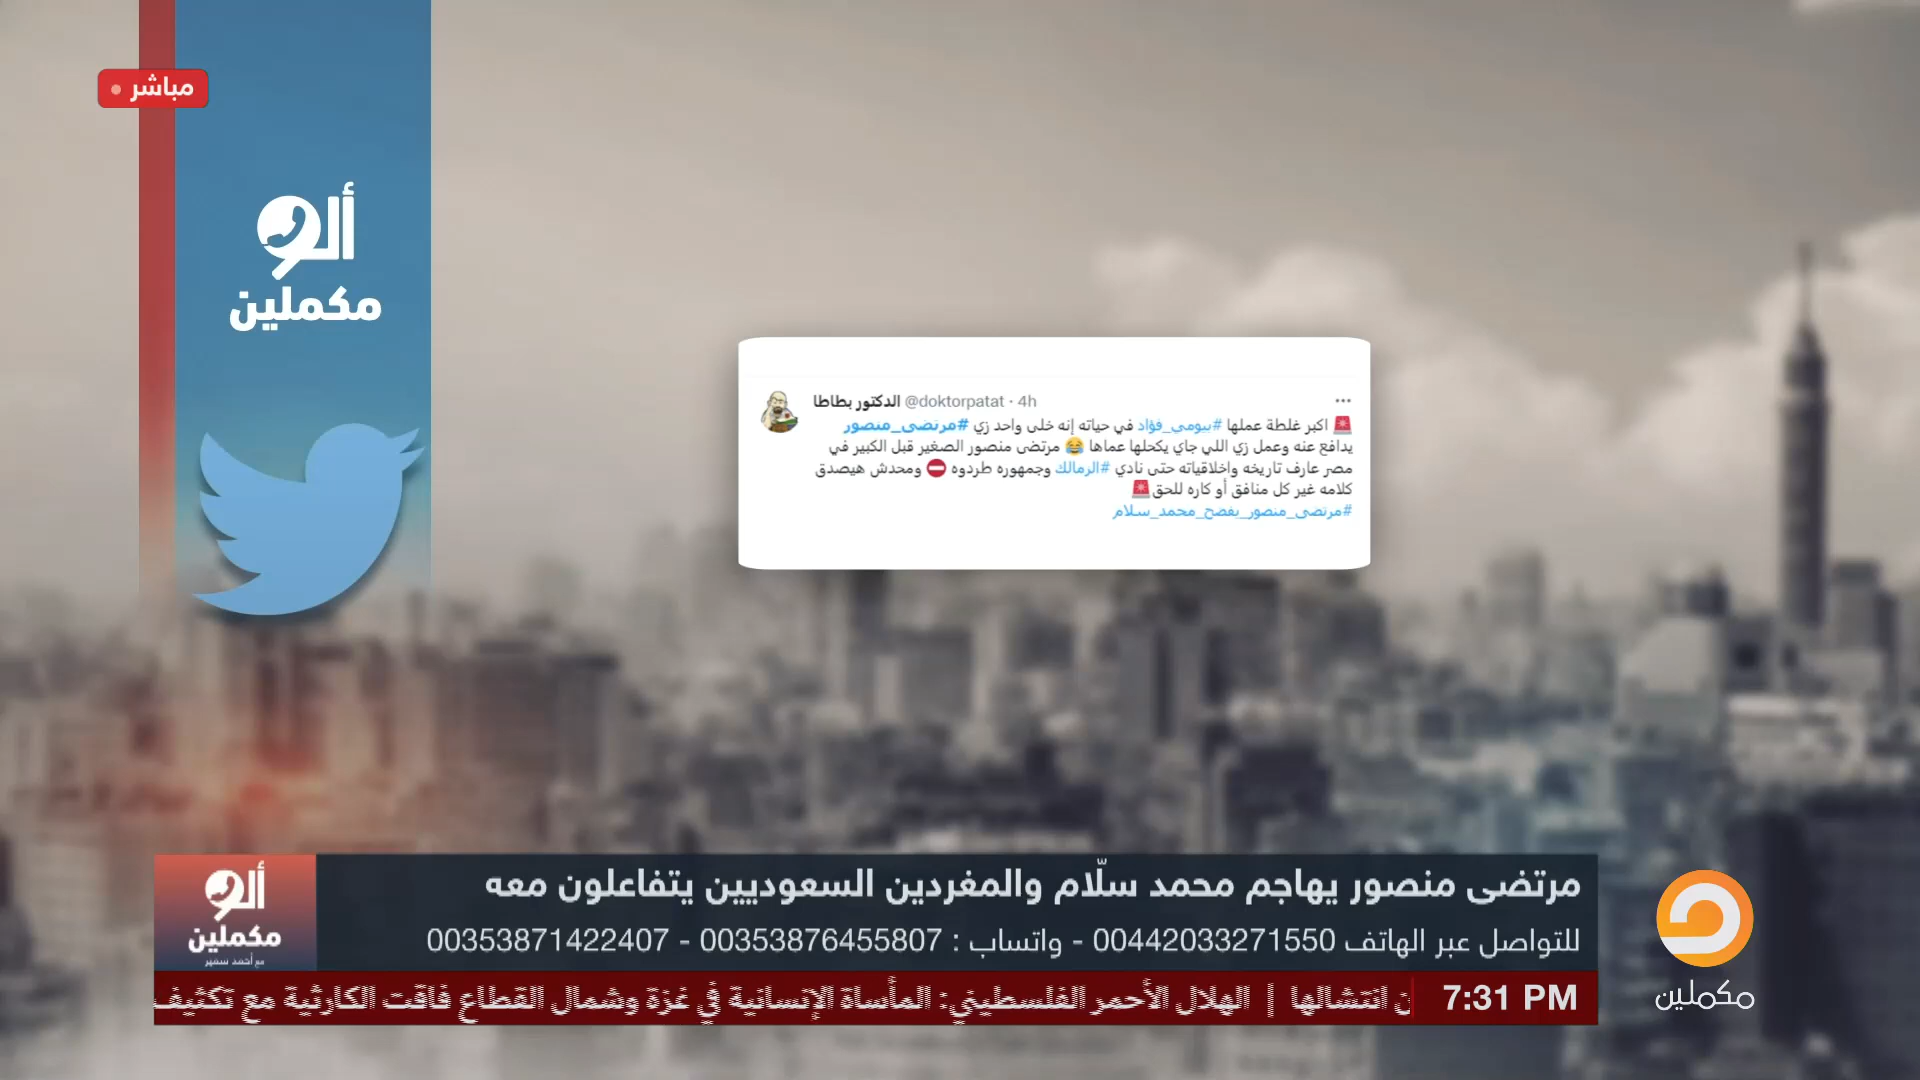 مباشر
ألو
مكملين
الدكتور بطاطا @doktorpatat · 4h
🚨 اكبر غلطة عملها #بيومي_فؤاد في حياته إنه خلى واحد زي #مرتضى_منصور
يدافع عنه وعمل زي اللي جاي يكحلها عماها 😂 مرتضى منصور الصغير قبل الكبير في
مصر عارف تاريخه واخلاقياته حتى نادي #الزمالك وجمهوره طردوه ⛔ ومحدش هيصدق
كلامه غير كل منافق أو كاره للحق🚨
#مرتضى_منصور_يفضح_محمد_سلام
مرتضى منصور يهاجم محمد سلّام والمغردين السعوديين يتفاعلون معه
للتواصل عبر الهاتف 00442033271550 - واتساب : 00353876455807 - 00353871422407
ألو
مكملين
مع أحمد سمير
7:31 PM
ن انتشالها | الهلال الأحمر الفلسطيني: المأساة الإنسانية في غزة وشمال القطاع فاقت الكارثية مع تكثيف
مكملين